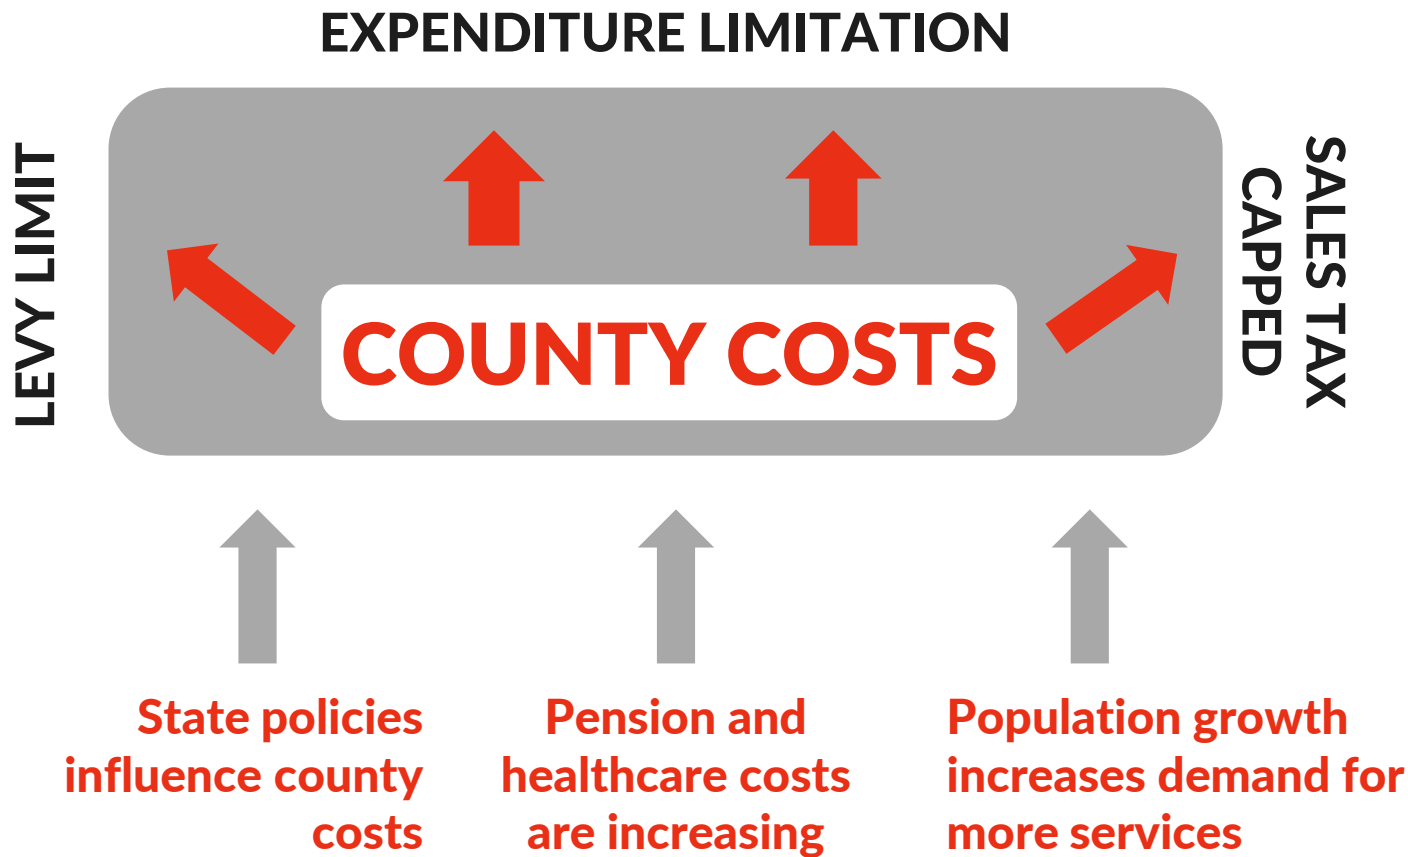 EXPENDITURE LIMITATION
LEVY LIMIT
SALES TAX
CAPPED
COUNTY COSTS
State policies
influence county
costs
Pension and
healthcare costs
are increasing
Population growth
increases demand for
more services